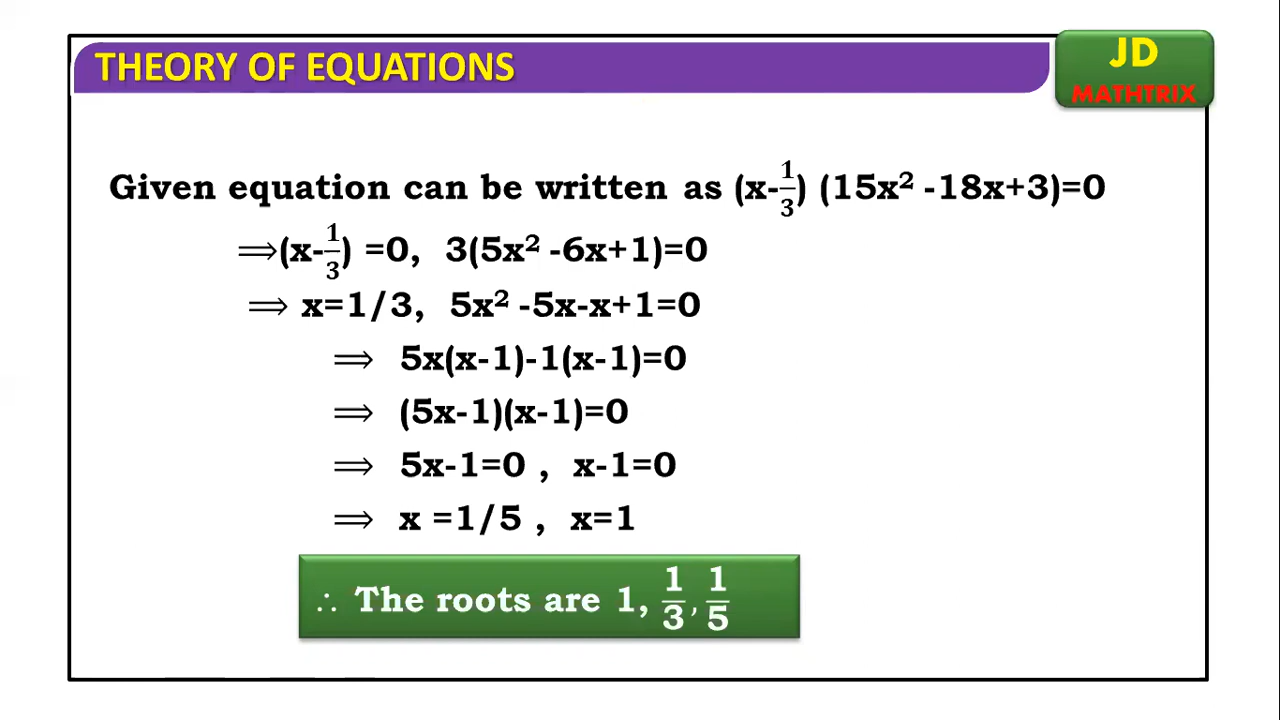 THEORY OF EQUATIONS
JD
MATHTRIX
Given equation can be written as (x-1/3) (15x² -18x+3)=0
⟹(x-1/3) =0, 3(5x² -6x+1)=0
⟹ x=1/3, 5x² -5x-x+1=0
⟹ 5x(x-1)-1(x-1)=0
⟹ (5x-1)(x-1)=0
⟹ 5x-1=0 , x-1=0
⟹ x =1/5 , x=1
∴ The roots are 1, 1/3, 1/5